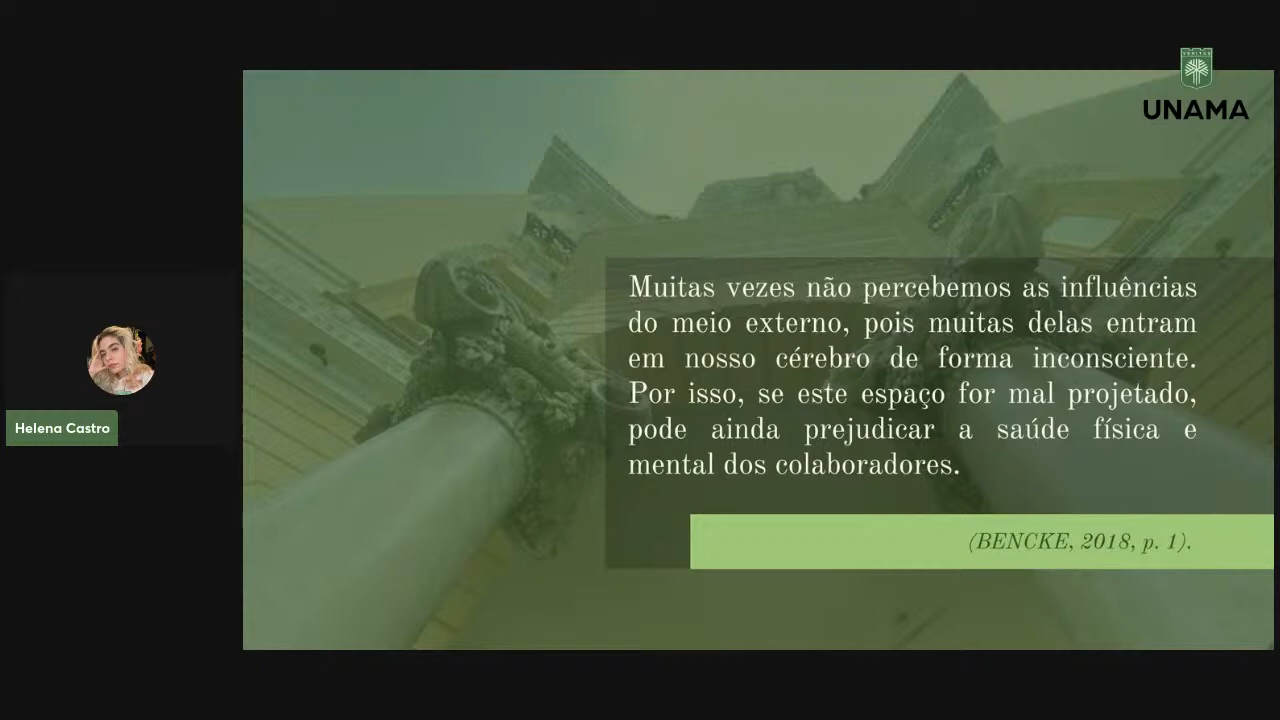 UNAMA
Muitas vezes não percebemos as influências
do meio externo, pois muitas delas entram
em nosso cérebro de forma inconsciente.
Por isso, se este espaço for mal projetado,
pode ainda prejudicar a saúde física e
mental dos colaboradores.
(BENCKE, 2018, p. 1).
Helena Castro